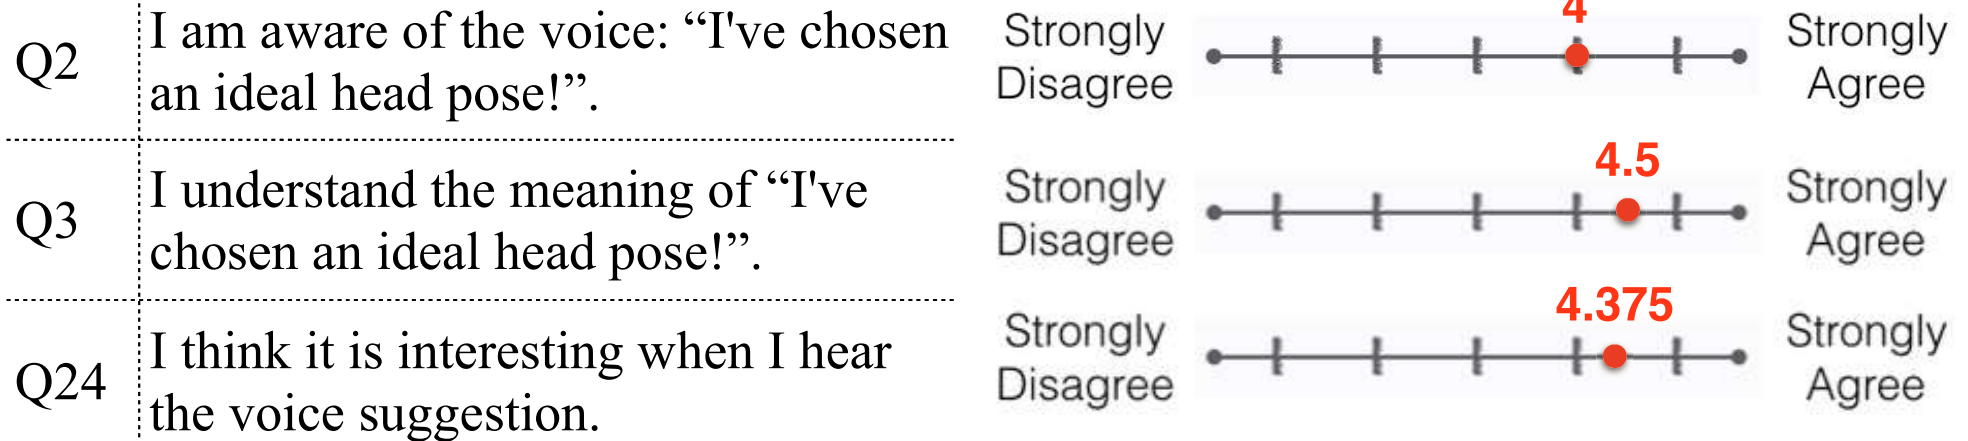 Q2
I am aware of the voice: “I've chosen
an ideal head pose!”.
Strongly
Disagree
4
Strongly
Agree
Q3
I understand the meaning of “I've
chosen an ideal head pose!”.
Strongly
Disagree
4.5
Strongly
Agree
Q24
I think it is interesting when I hear
the voice suggestion.
Strongly
Disagree
4.375
Strongly
Agree